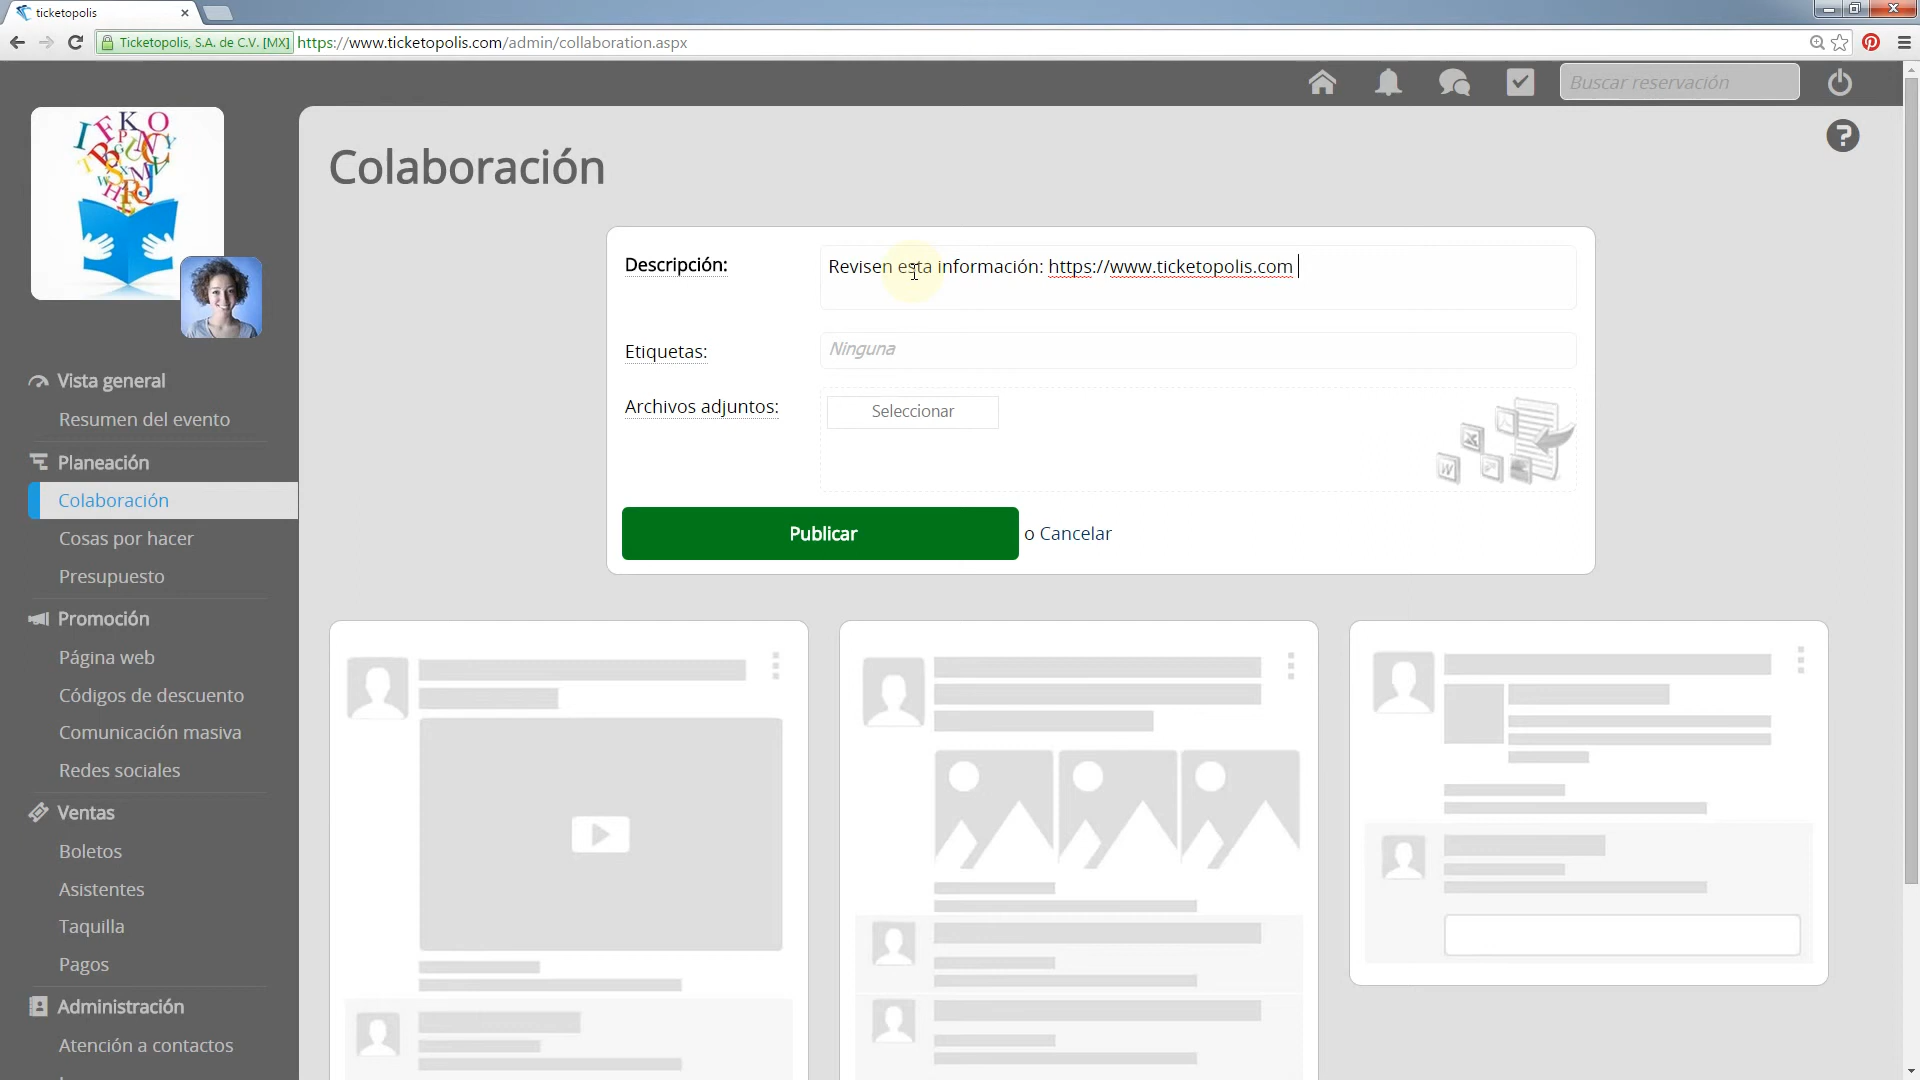 ticketopolis
Ticketopolis, S.A. de C.V. [MX] https://www.ticketopolis.com/admin/collaboration.aspx
Buscar reservación
?
Colaboración
Descripción: Revisen esta información: https://www.ticketopolis.com
Etiquetas: Ninguna
Archivos adjuntos: Seleccionar
Publicar o Cancelar
Vista general
Resumen del evento
Planeación
Colaboración
Cosas por hacer
Presupuesto
Promoción
Página web
Códigos de descuento
Comunicación masiva
Redes sociales
Ventas
Boletos
Asistentes
Taquilla
Pagos
Administración
Atención a contactos